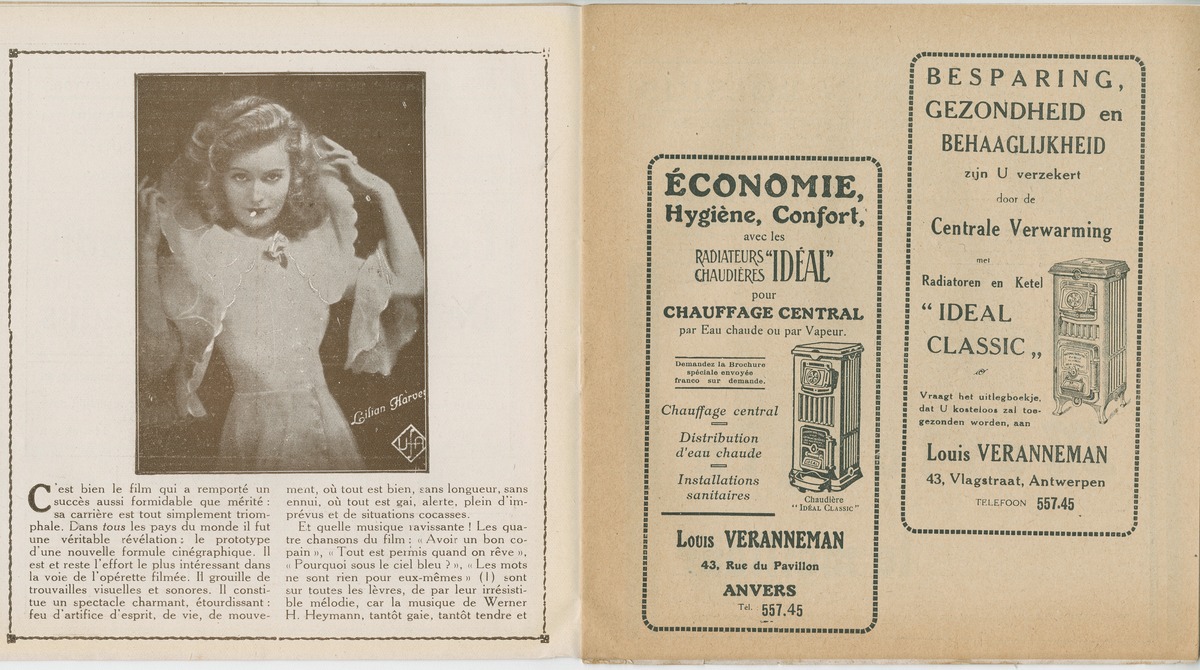 Lilian Harvey
UFA
C'est bien le film qui a remporté un
succès aussi formidable que mérité :
sa carrière est tout simplement triom-
phale. Dans tous les pays du monde il fut
une véritable révélation : le prototype
d'une nouvelle formule cinégraphique. Il
est et reste l'effort le plus intéressant dans
la voie de l'opérette filmée. Il grouille de
trouvailles visuelles et sonores. Il consti-
tue un spectacle charmant, étourdissant :
feu d'artifice d'esprit, de vie, de mouve-
ment, où tout est bien, sans longueur, sans
ennui, où tout est gai, alerte, plein d'im-
prévus et de situations cocasses.
Et quelle musique ravissante ! Les qua-
tre chansons du film : « Avoir un bon co-
pain », « Tout est permis quand on rêve »,
« Pourquoi sous le ciel bleu ? », « Les mots
ne sont rien pour eux-mêmes » (!) sont
sur toutes les lèvres, de par leur irrésisti-
ble mélodie, car la musique de Werner
H. Heymann, tantôt gaie, tantôt tendre et
ÉCONOMIE,
Hygiène, Confort,
avec les
RADIATEURS
CHAUDIÈRES "IDÉAL"
pour
CHAUFFAGE CENTRAL
par Eau chaude ou par Vapeur.
Demandez la Brochure
spéciale envoyée
franco sur demande.
Chauffage central
Distribution
d'eau chaude
Installations
sanitaires
Chaudière
"IDÉAL CLASSIC"
Louis VERANNEMAN
43, Rue du Pavillon
ANVERS
Tel. 557.45
BESPARING,
GEZONDHEID en
BEHAAGLIJKHEID
zijn U verzekert
door de
Centrale Verwarming
met
Radiatoren en Ketel
“ IDEAL
CLASSIC „
Vraagt het uitlegboekje,
dat U kosteloos zal toe-
gezonden worden, aan
Louis VERANNEMAN
43, Vlagstraat, Antwerpen
TELEFOON 557.45